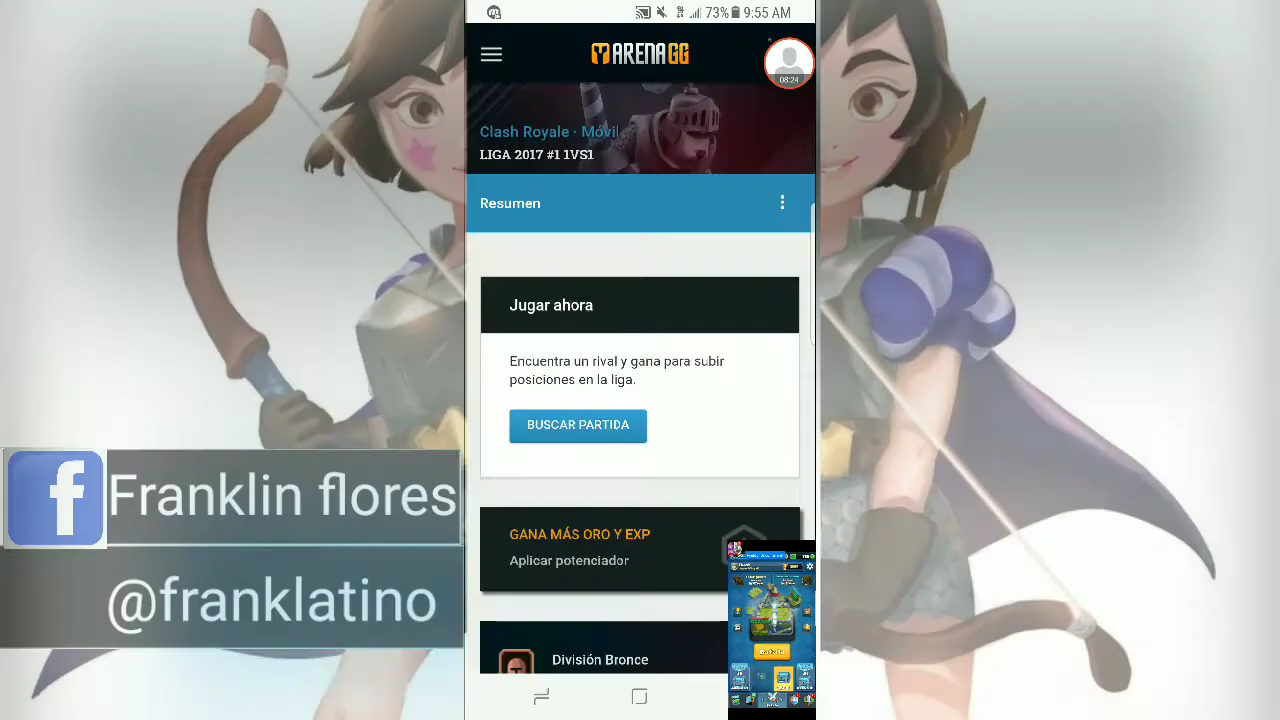 73% 9:55 AM
ARENA GG
08:24
Clash Royale · Móvil
LIGA 2017 #1 1VS1
Resumen
Jugar ahora
Encuentra un rival y gana para subir
posiciones en la liga.
BUSCAR PARTIDA
GANA MÁS ORO Y EXP
Aplicar potenciador
División Bronce
f Franklin flores
@franklatino